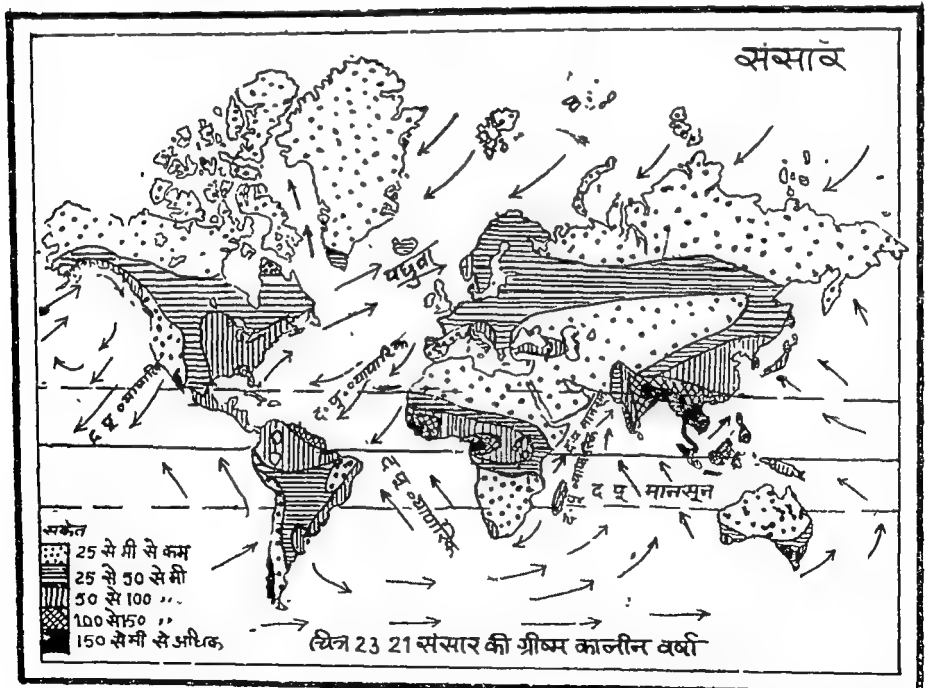 संसार
पछुवा
द पू व्यापारिक
द पू व्यापारिक
द पू व्यापारिक
द पू मानसून
संकेत
25 से मी से कम
25 से 50 से मी
50 से 100 ,,
100 से 150 ,,
150 से मी से अधिक
चित्र 23 21 संसार की ग्रीष्म कालीन वर्षा